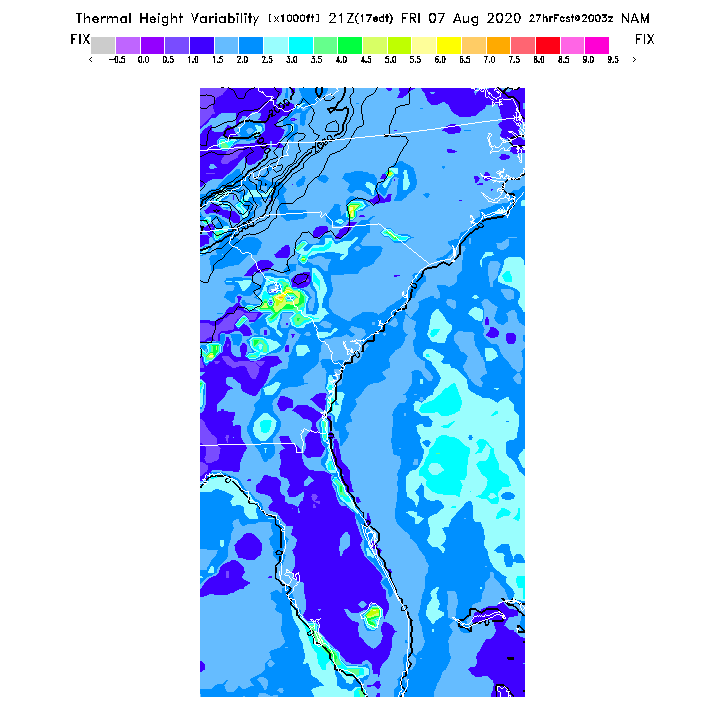 Thermal Height Variability [x1000ft] 21Z(17edt) FRI 07 Aug 2020 27hrFcst@2003z NAM
FIX FIX
< -0.5 0.0 0.5 1.0 1.5 2.0 2.5 3.0 3.5 4.0 4.5 5.0 5.5 6.0 6.5 7.0 7.5 8.0 8.5 9.0 9.5 >